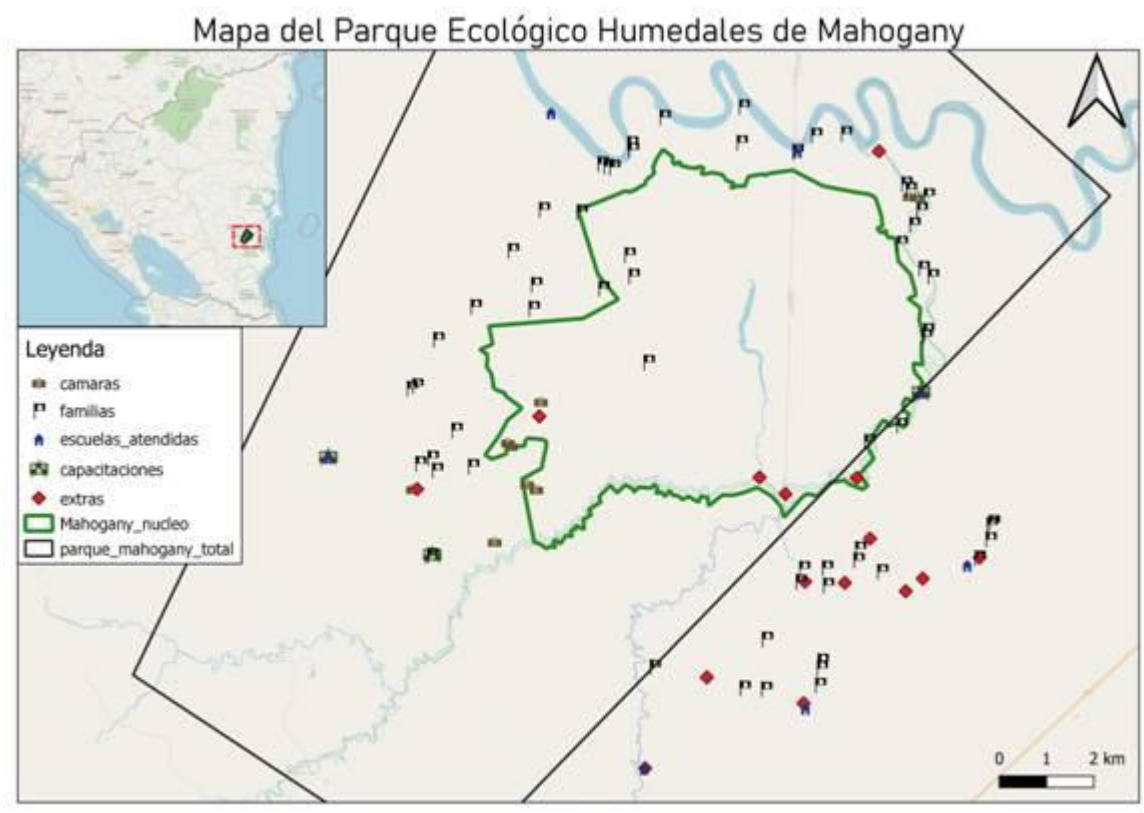 Mapa del Parque Ecológico Humedales de Mahogany
Leyenda
camaras
familias
escuelas_atendidas
capacitaciones
extras
Mahogany_nucleo
parque_mahogany_total
0 1 2 km